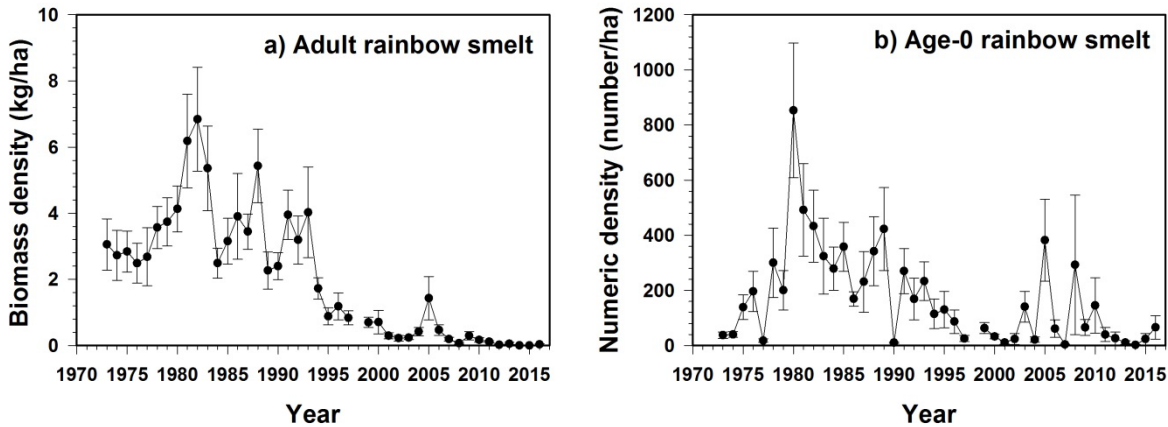 a) Adult rainbow smelt
Biomass density (kg/ha)
10
8
6
4
2
0
1970 1975 1980 1985 1990 1995 2000 2005 2010 2015
Year
b) Age-0 rainbow smelt
Numeric density (number/ha)
1200
1000
800
600
400
200
0
1970 1975 1980 1985 1990 1995 2000 2005 2010 2015
Year